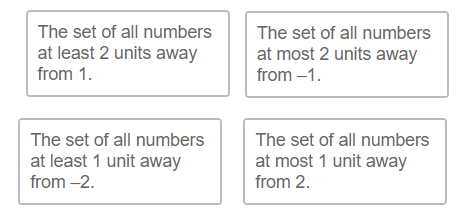 The set of all numbers
at least 2 units away
from 1.
The set of all numbers
at most 2 units away
from –1.
The set of all numbers
at least 1 unit away
from –2.
The set of all numbers
at most 1 unit away
from 2.